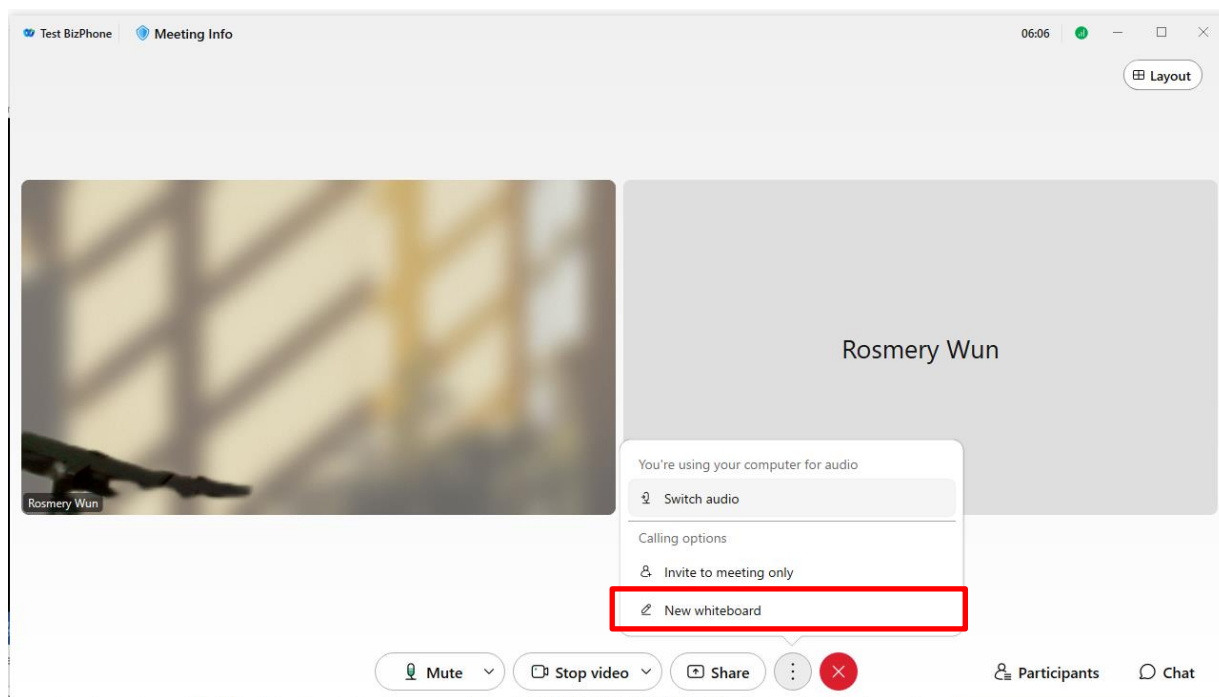 Test BizPhone Meeting Info 06:06
Layout
Rosmery Wun
Rosmery Wun
You're using your computer for audio
Switch audio
Calling options
Invite to meeting only
New whiteboard
Mute Stop video Share Participants Chat